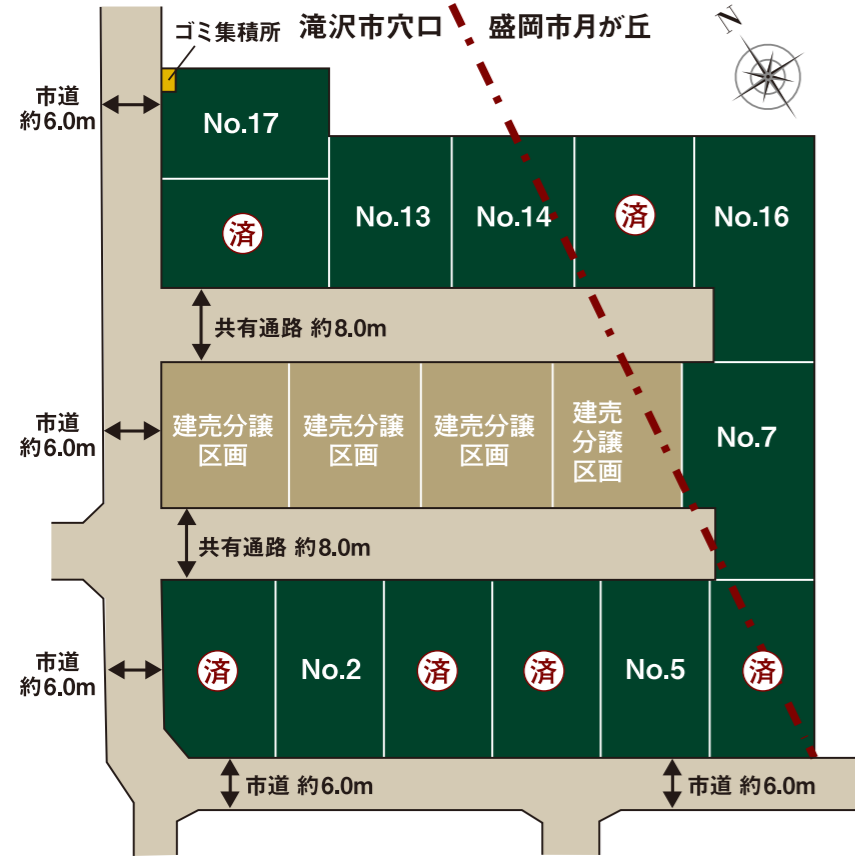 ゴミ集積所
滝沢市穴口
盛岡市月が丘
N
市道
約6.0m
No.17
済
No.13
No.14
済
No.16
共有通路 約8.0m
市道
約6.0m
建売分譲
区画
建売分譲
区画
建売分譲
区画
建売
分譲
区画
No.7
共有通路 約8.0m
市道
約6.0m
済
No.2
済
済
No.5
済
市道 約6.0m
市道 約6.0m